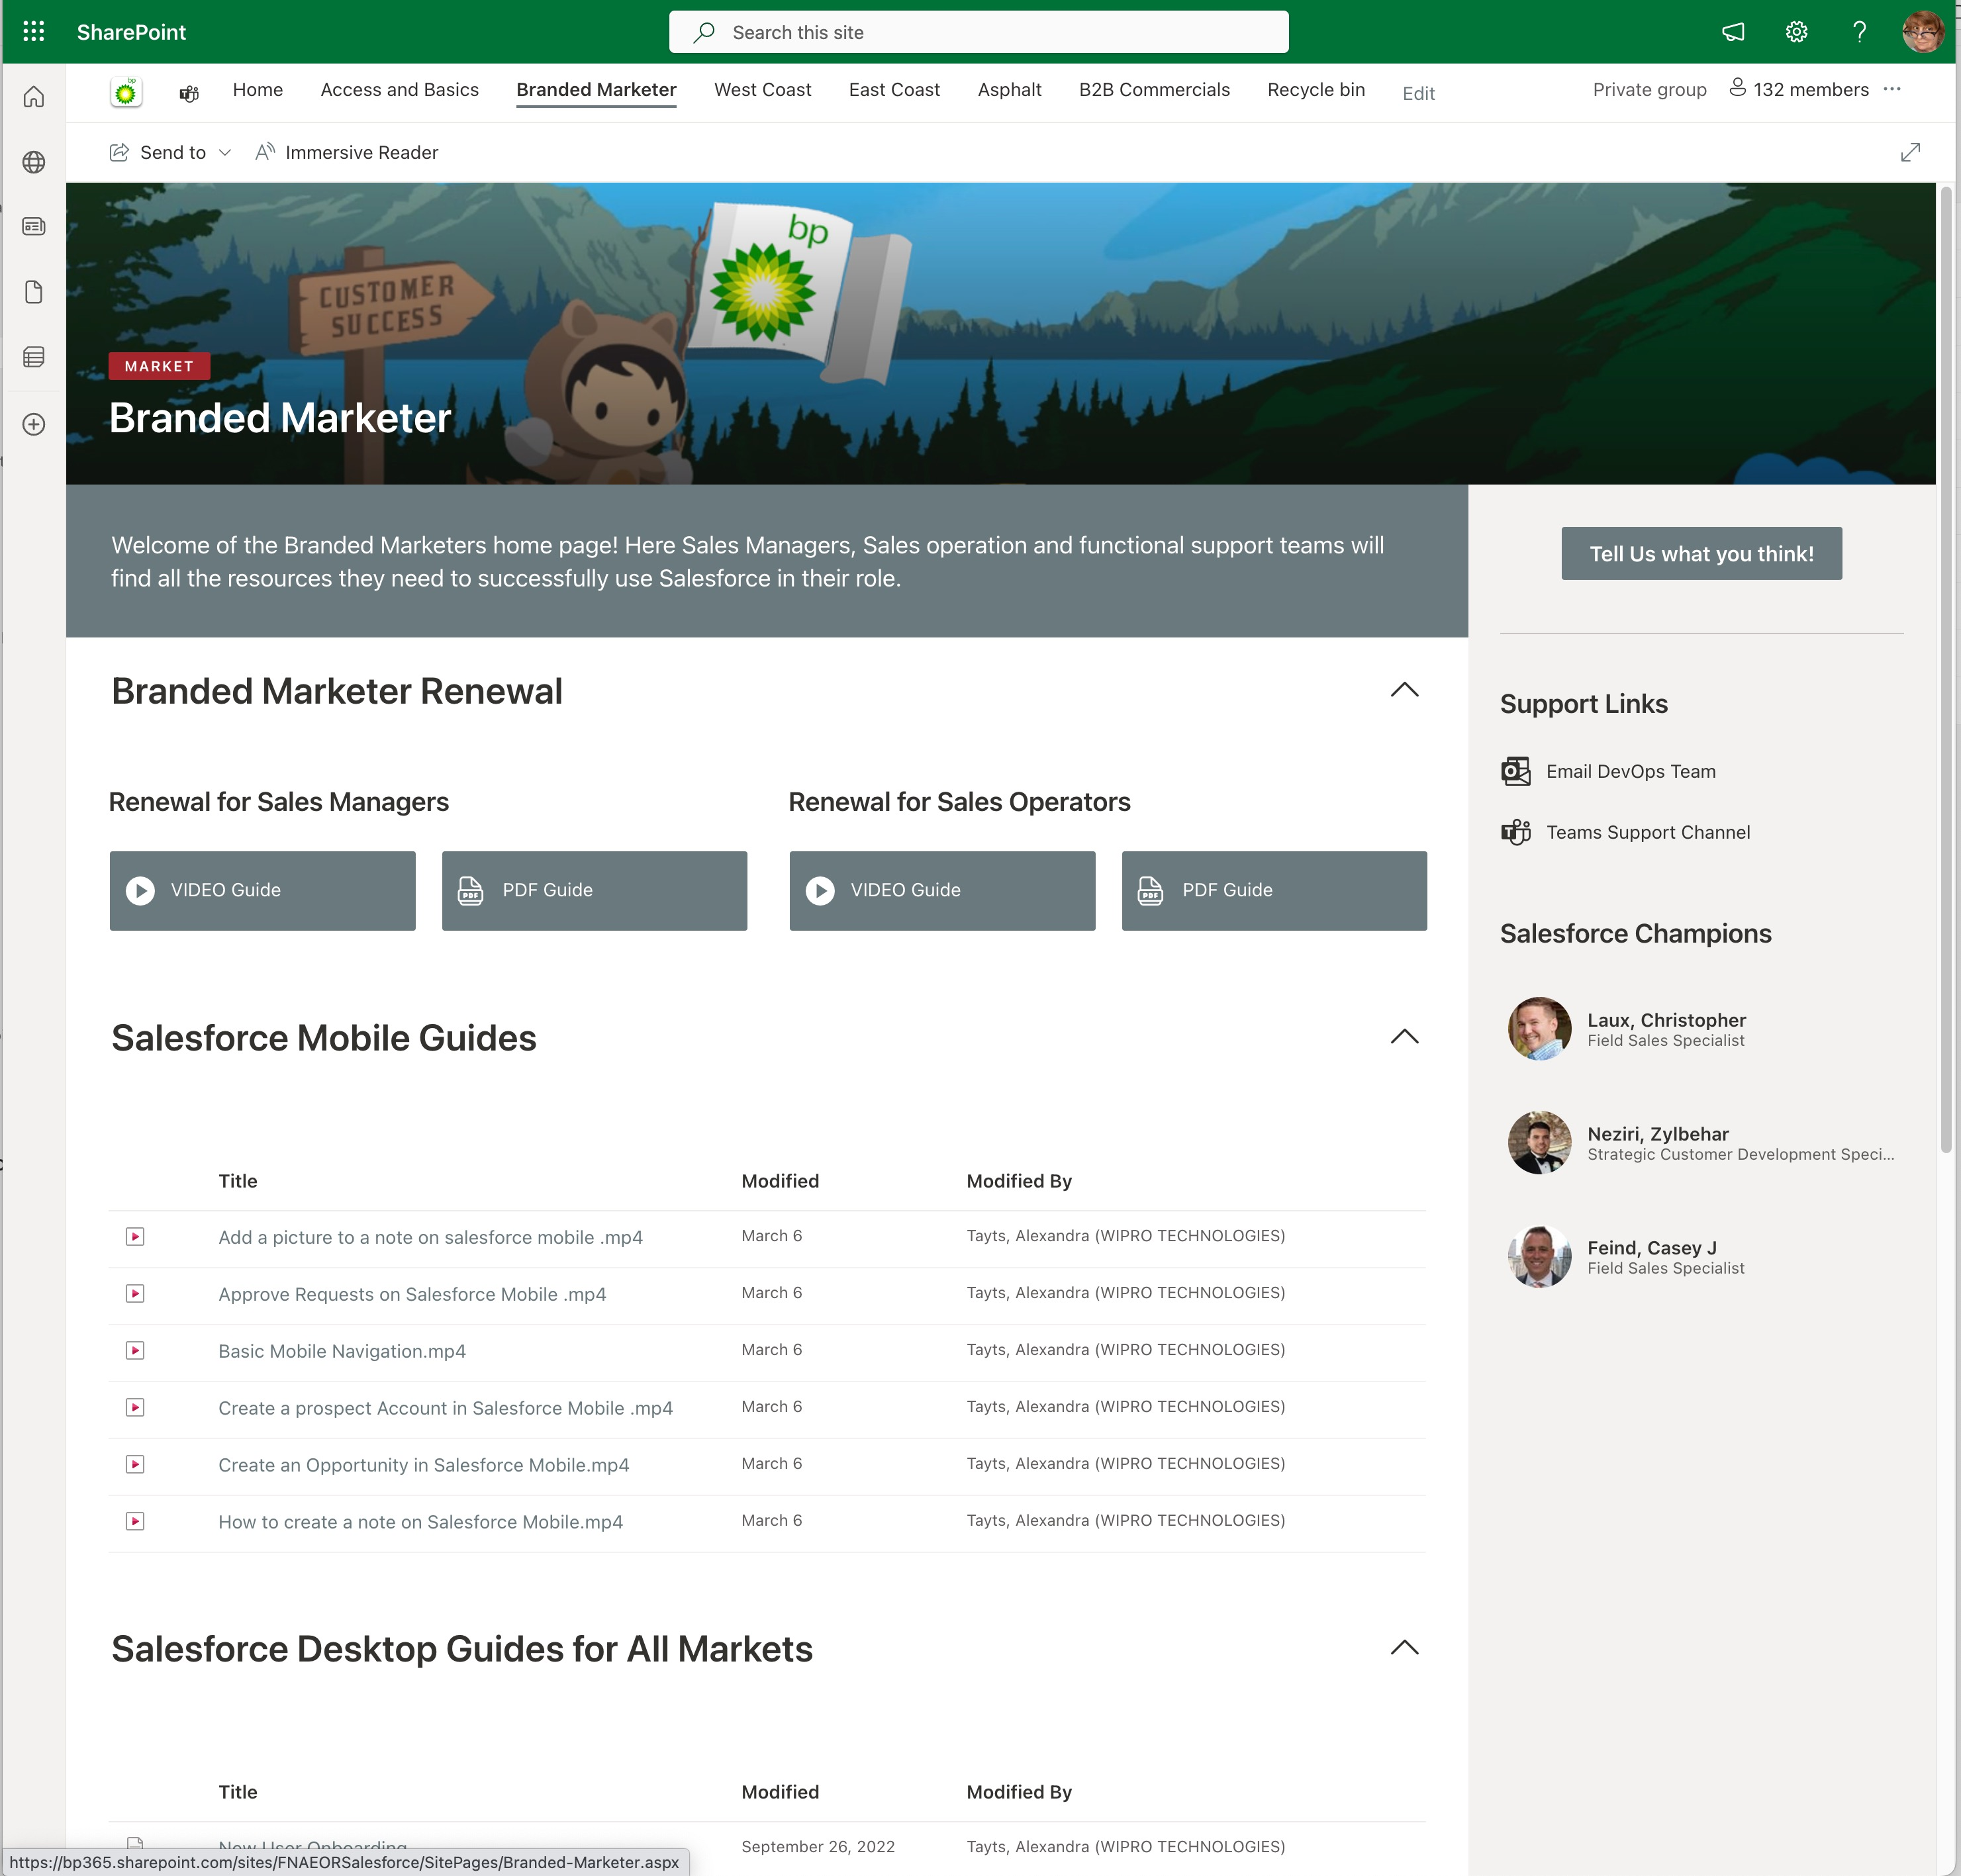 SharePoint
Search this site
bp
Home
Access and Basics
Branded Marketer
West Coast
East Coast
Asphalt
B2B Commercials
Recycle bin
Edit
Private group
132 members
Send to
Immersive Reader
bp
CUSTOMER
SUCCESS
MARKET
Branded Marketer
Welcome of the Branded Marketers home page! Here Sales Managers, Sales operation and functional support teams will
find all the resources they need to successfully use Salesforce in their role.
Branded Marketer Renewal
Renewal for Sales Managers
Renewal for Sales Operators
VIDEO Guide
PDF Guide
VIDEO Guide
PDF Guide
Salesforce Mobile Guides
Title Modified Modified By
Add a picture to a note on salesforce mobile .mp4 March 6 Tayts, Alexandra (WIPRO TECHNOLOGIES)
Approve Requests on Salesforce Mobile .mp4 March 6 Tayts, Alexandra (WIPRO TECHNOLOGIES)
Basic Mobile Navigation.mp4 March 6 Tayts, Alexandra (WIPRO TECHNOLOGIES)
Create a prospect Account in Salesforce Mobile .mp4 March 6 Tayts, Alexandra (WIPRO TECHNOLOGIES)
Create an Opportunity in Salesforce Mobile.mp4 March 6 Tayts, Alexandra (WIPRO TECHNOLOGIES)
How to create a note on Salesforce Mobile.mp4 March 6 Tayts, Alexandra (WIPRO TECHNOLOGIES)
Salesforce Desktop Guides for All Markets
Title Modified Modified By
New User Onboarding September 26, 2022 Tayts, Alexandra (WIPRO TECHNOLOGIES)
Tell Us what you think!
Support Links
Email DevOps Team
Teams Support Channel
Salesforce Champions
Laux, Christopher
Field Sales Specialist
Neziri, Zylbehar
Strategic Customer Development Speci...
Feind, Casey J
Field Sales Specialist
https://bp365.sharepoint.com/sites/FNAEORSalesforce/SitePages/Branded-Marketer.aspx